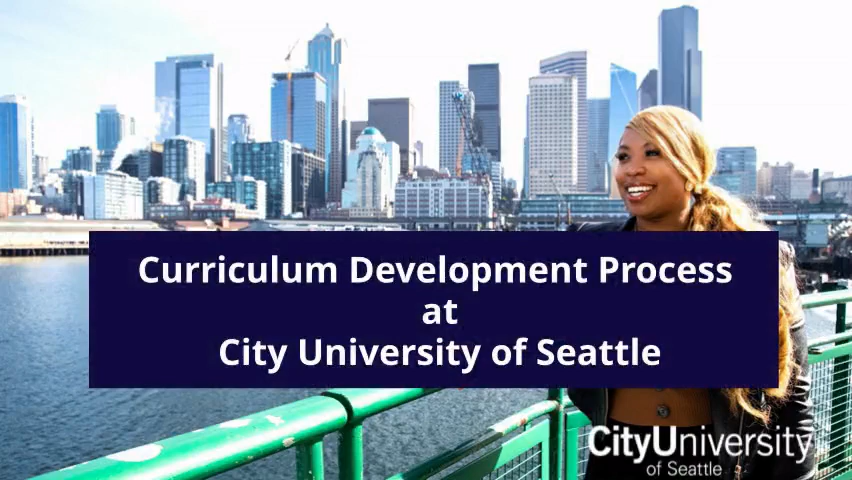 Curriculum Development Process
at
City University of Seattle
CityUniversity
of Seattle